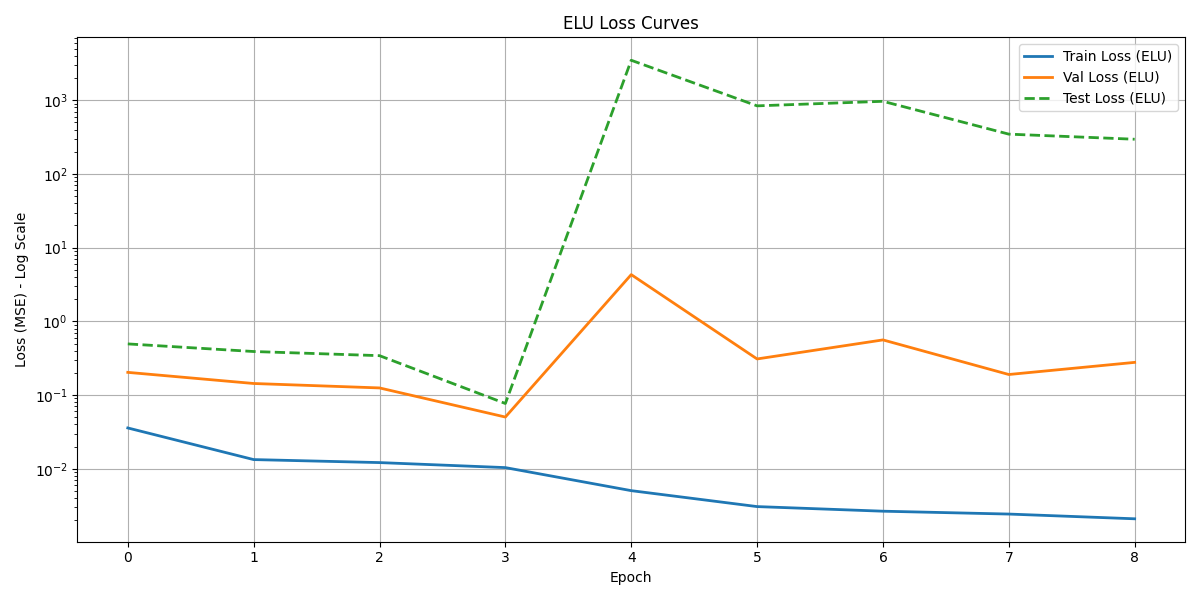 ELU Loss Curves
Train Loss (ELU)
Val Loss (ELU)
Test Loss (ELU)
Loss (MSE) - Log Scale
10³
10²
10¹
10⁰
10⁻¹
10⁻²
0 1 2 3 4 5 6 7 8
Epoch